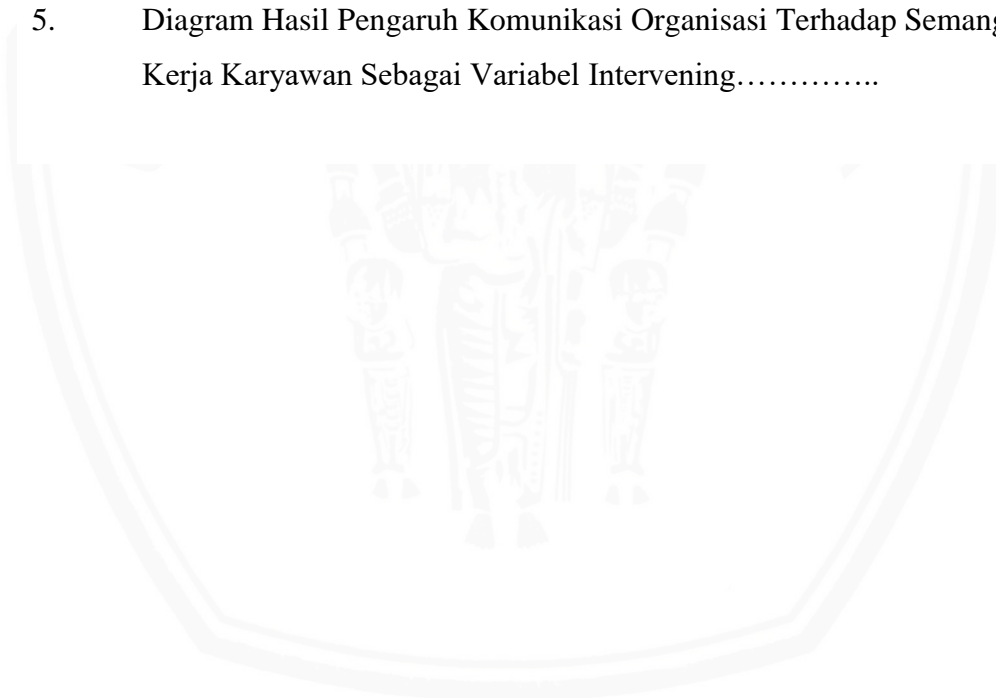 5. Diagram Hasil Pengaruh Komunikasi Organisasi Terhadap Semang
Kerja Karyawan Sebagai Variabel Intervening…………..